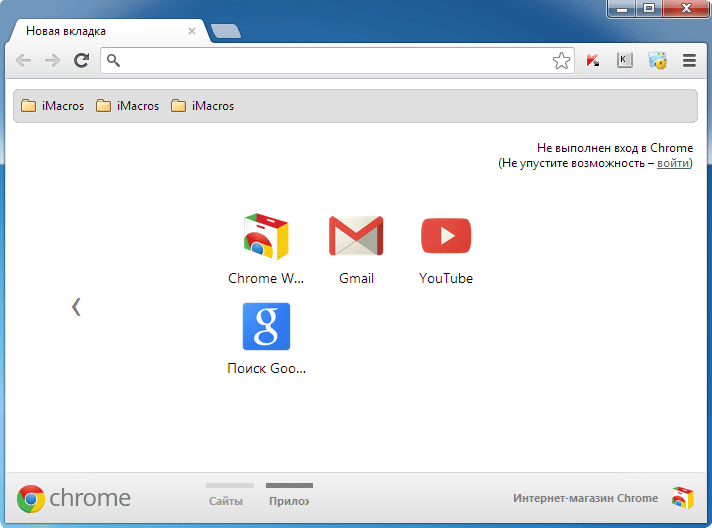 Новая вкладка
K
iMacros iMacros iMacros
Не выполнен вход в Chrome
(Не упустите возможность – войти)
Chrome W... Gmail YouTube
g
Поиск Goo...
chrome Сайты Прилож Интернет-магазин Chrome